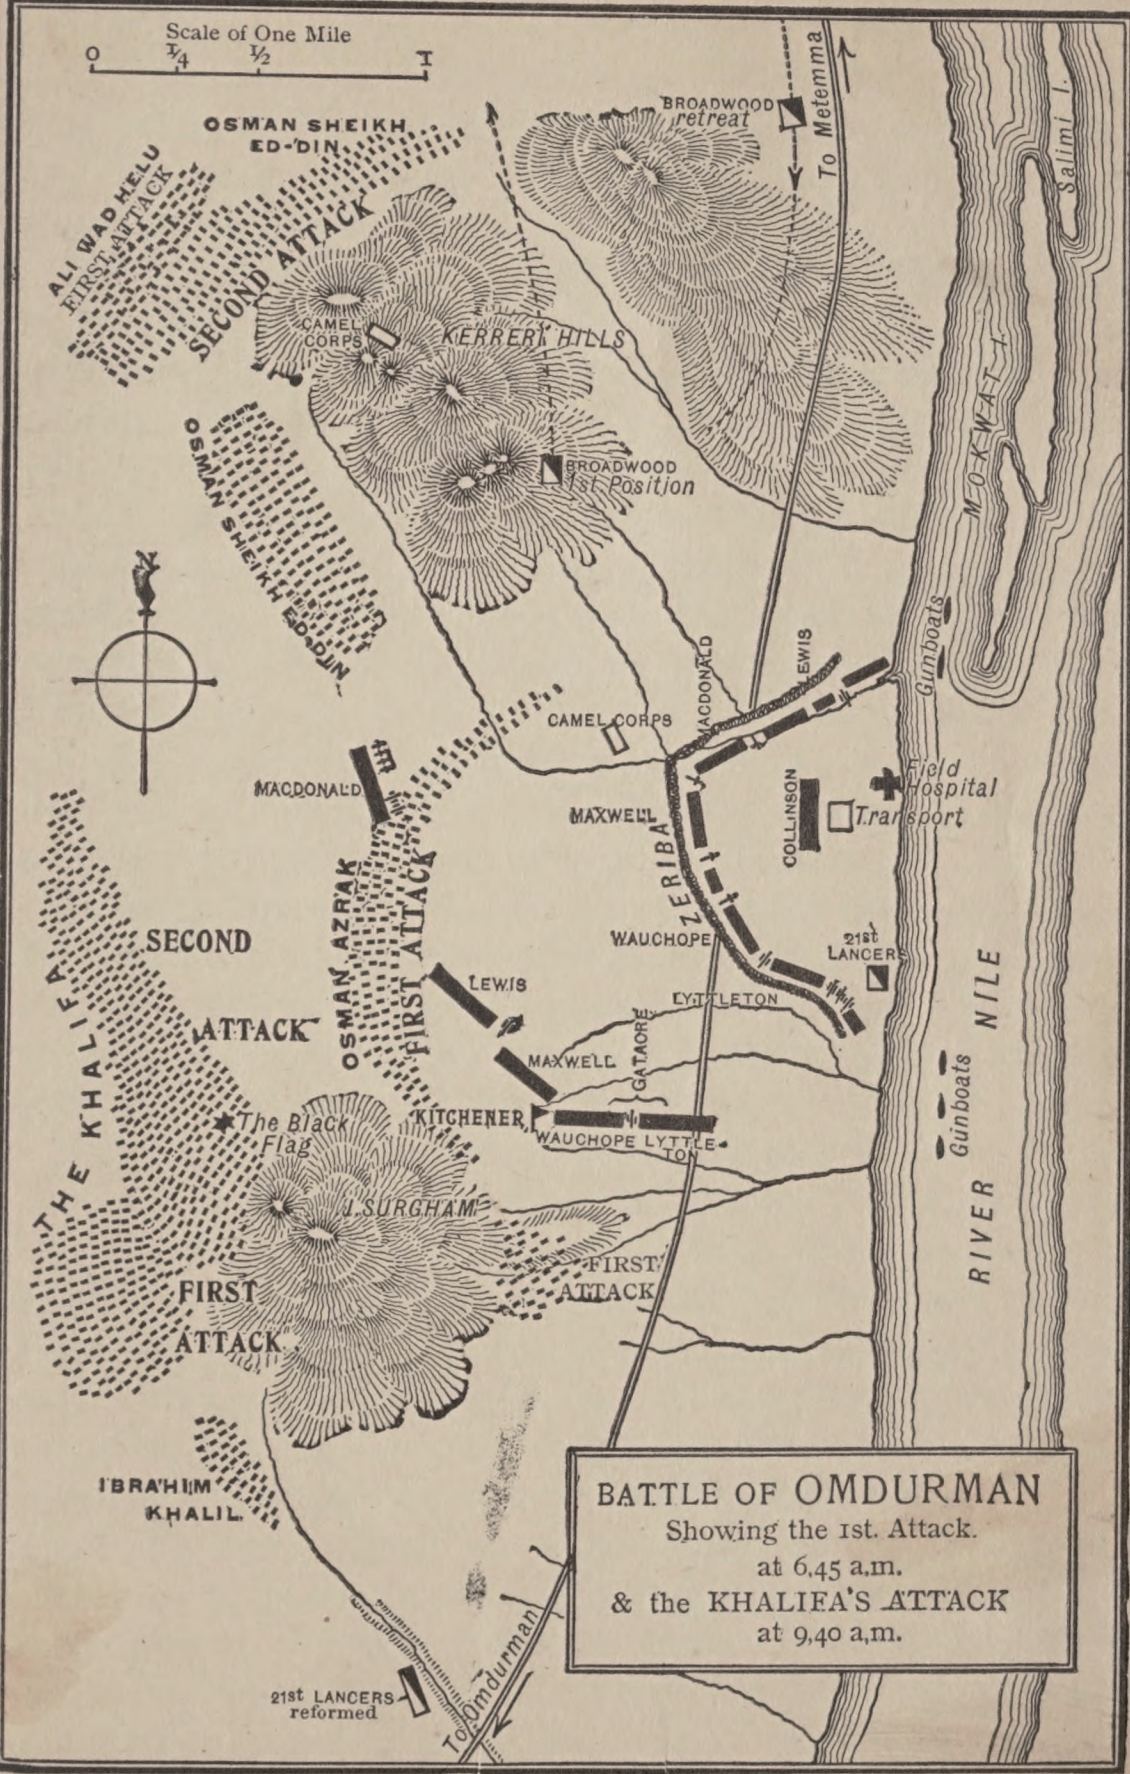 Scale of One Mile
0 1/4 1/2 1
OSMAN SHEIKH
ED-DIN
ALI WAD HELU
FIRST ATTACK
SECOND ATTACK
BROADWOOD
retreat
To Metemma
Salimi I.
CAMEL
CORPS
KERRERI HILLS
OSMAN SHEIKH ED-DIN
BROADWOOD
1st Position
MOKWAT I.
N
Gunboats
MACDONALD
LEWIS
CAMEL CORPS
MACDONALD
MAXWELL
ZERIBA
COLLINSON
Field
Hospital
Transport
THE KHALIFA
SECOND
ATTACK
OSMAN AZRAK
FIRST ATTACK
WAUCHOPE
21st
LANCERS
LEWIS
LYTTLETON
MAXWELL
GATACRE
RIVER NILE
Gunboats
The Black
Flag
KITCHENER
WAUCHOPE LYTTLE-
TON
J. SURGHAM
FIRST
ATTACK
FIRST
ATTACK
IBRAHIM
KHALIL
21st LANCERS
reformed
To Omdurman
BATTLE OF OMDURMAN
Showing the 1st. Attack.
at 6,45 a.m.
& the KHALIFA'S ATTACK
at 9,40 a,m.